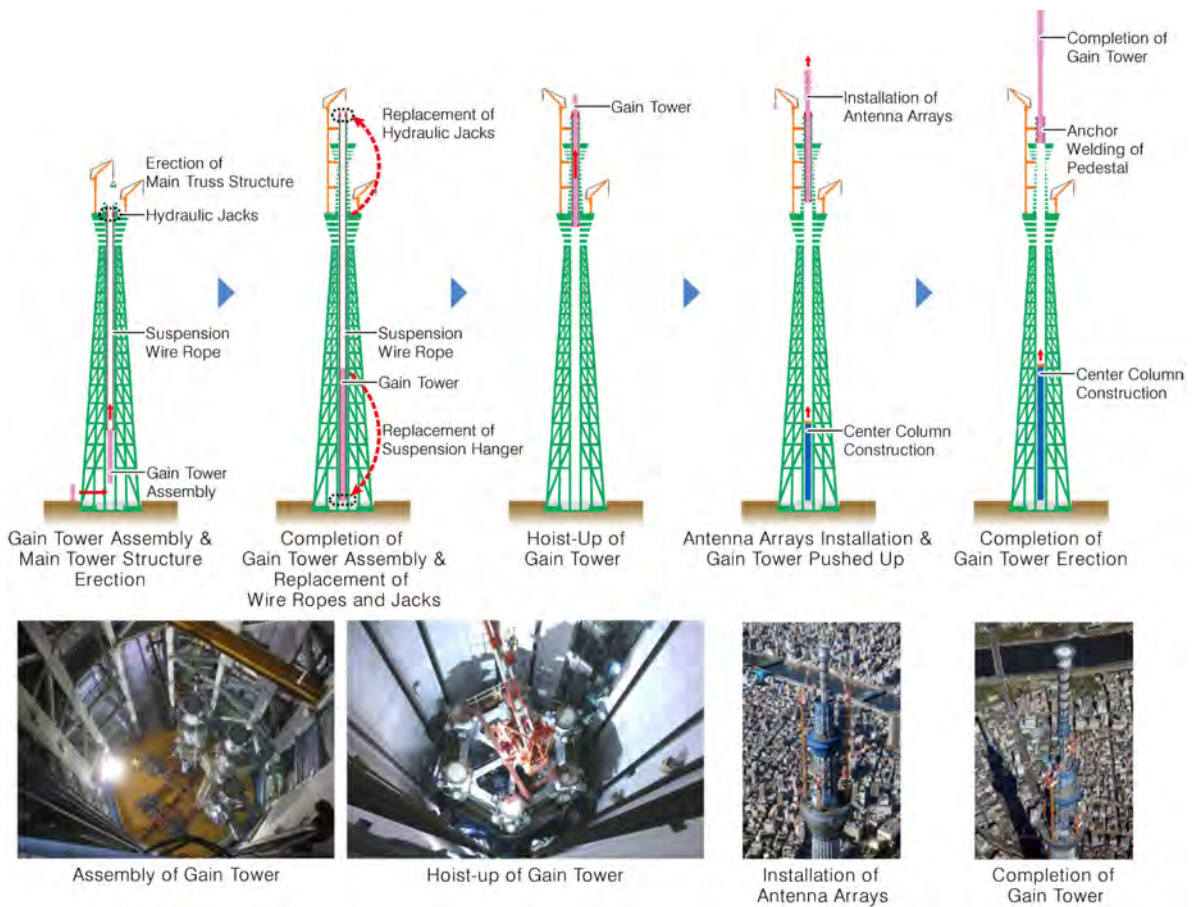 Erection of
Main Truss Structure
Hydraulic Jacks
Suspension
Wire Rope
Gain Tower
Assembly
Gain Tower Assembly &
Main Tower Structure
Erection
Replacement of
Hydraulic Jacks
Suspension
Wire Rope
Gain Tower
Replacement of
Suspension Hanger
Completion of
Gain Tower Assembly &
Replacement of
Wire Ropes and Jacks
Gain Tower
Hoist-Up of
Gain Tower
Installation of
Antenna Arrays
Center Column
Construction
Antenna Arrays Installation &
Gain Tower Pushed Up
Completion of
Gain Tower
Anchor
Welding of
Pedestal
Center Column
Construction
Completion of
Gain Tower Erection
Assembly of Gain Tower
Hoist-up of Gain Tower
Installation of
Antenna Arrays
Completion of
Gain Tower